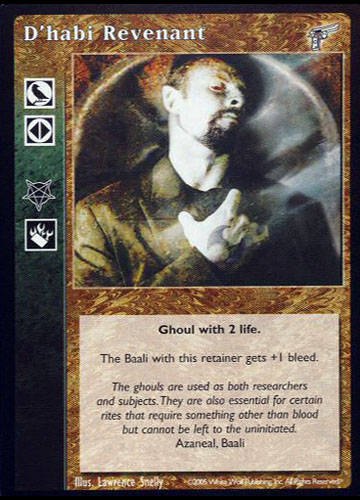 D'habi Revenant
Ghoul with 2 life.
The Baali with this retainer gets +1 bleed.
The ghouls are used as both researchers
and subjects. They are also essential for certain
rites that require something other than blood
but cannot be left to the uninitiated.
Azaneal, Baali
Illus. Lawrence Snelly ©2005 White Wolf Publishing, Inc. All Rights Reserved.